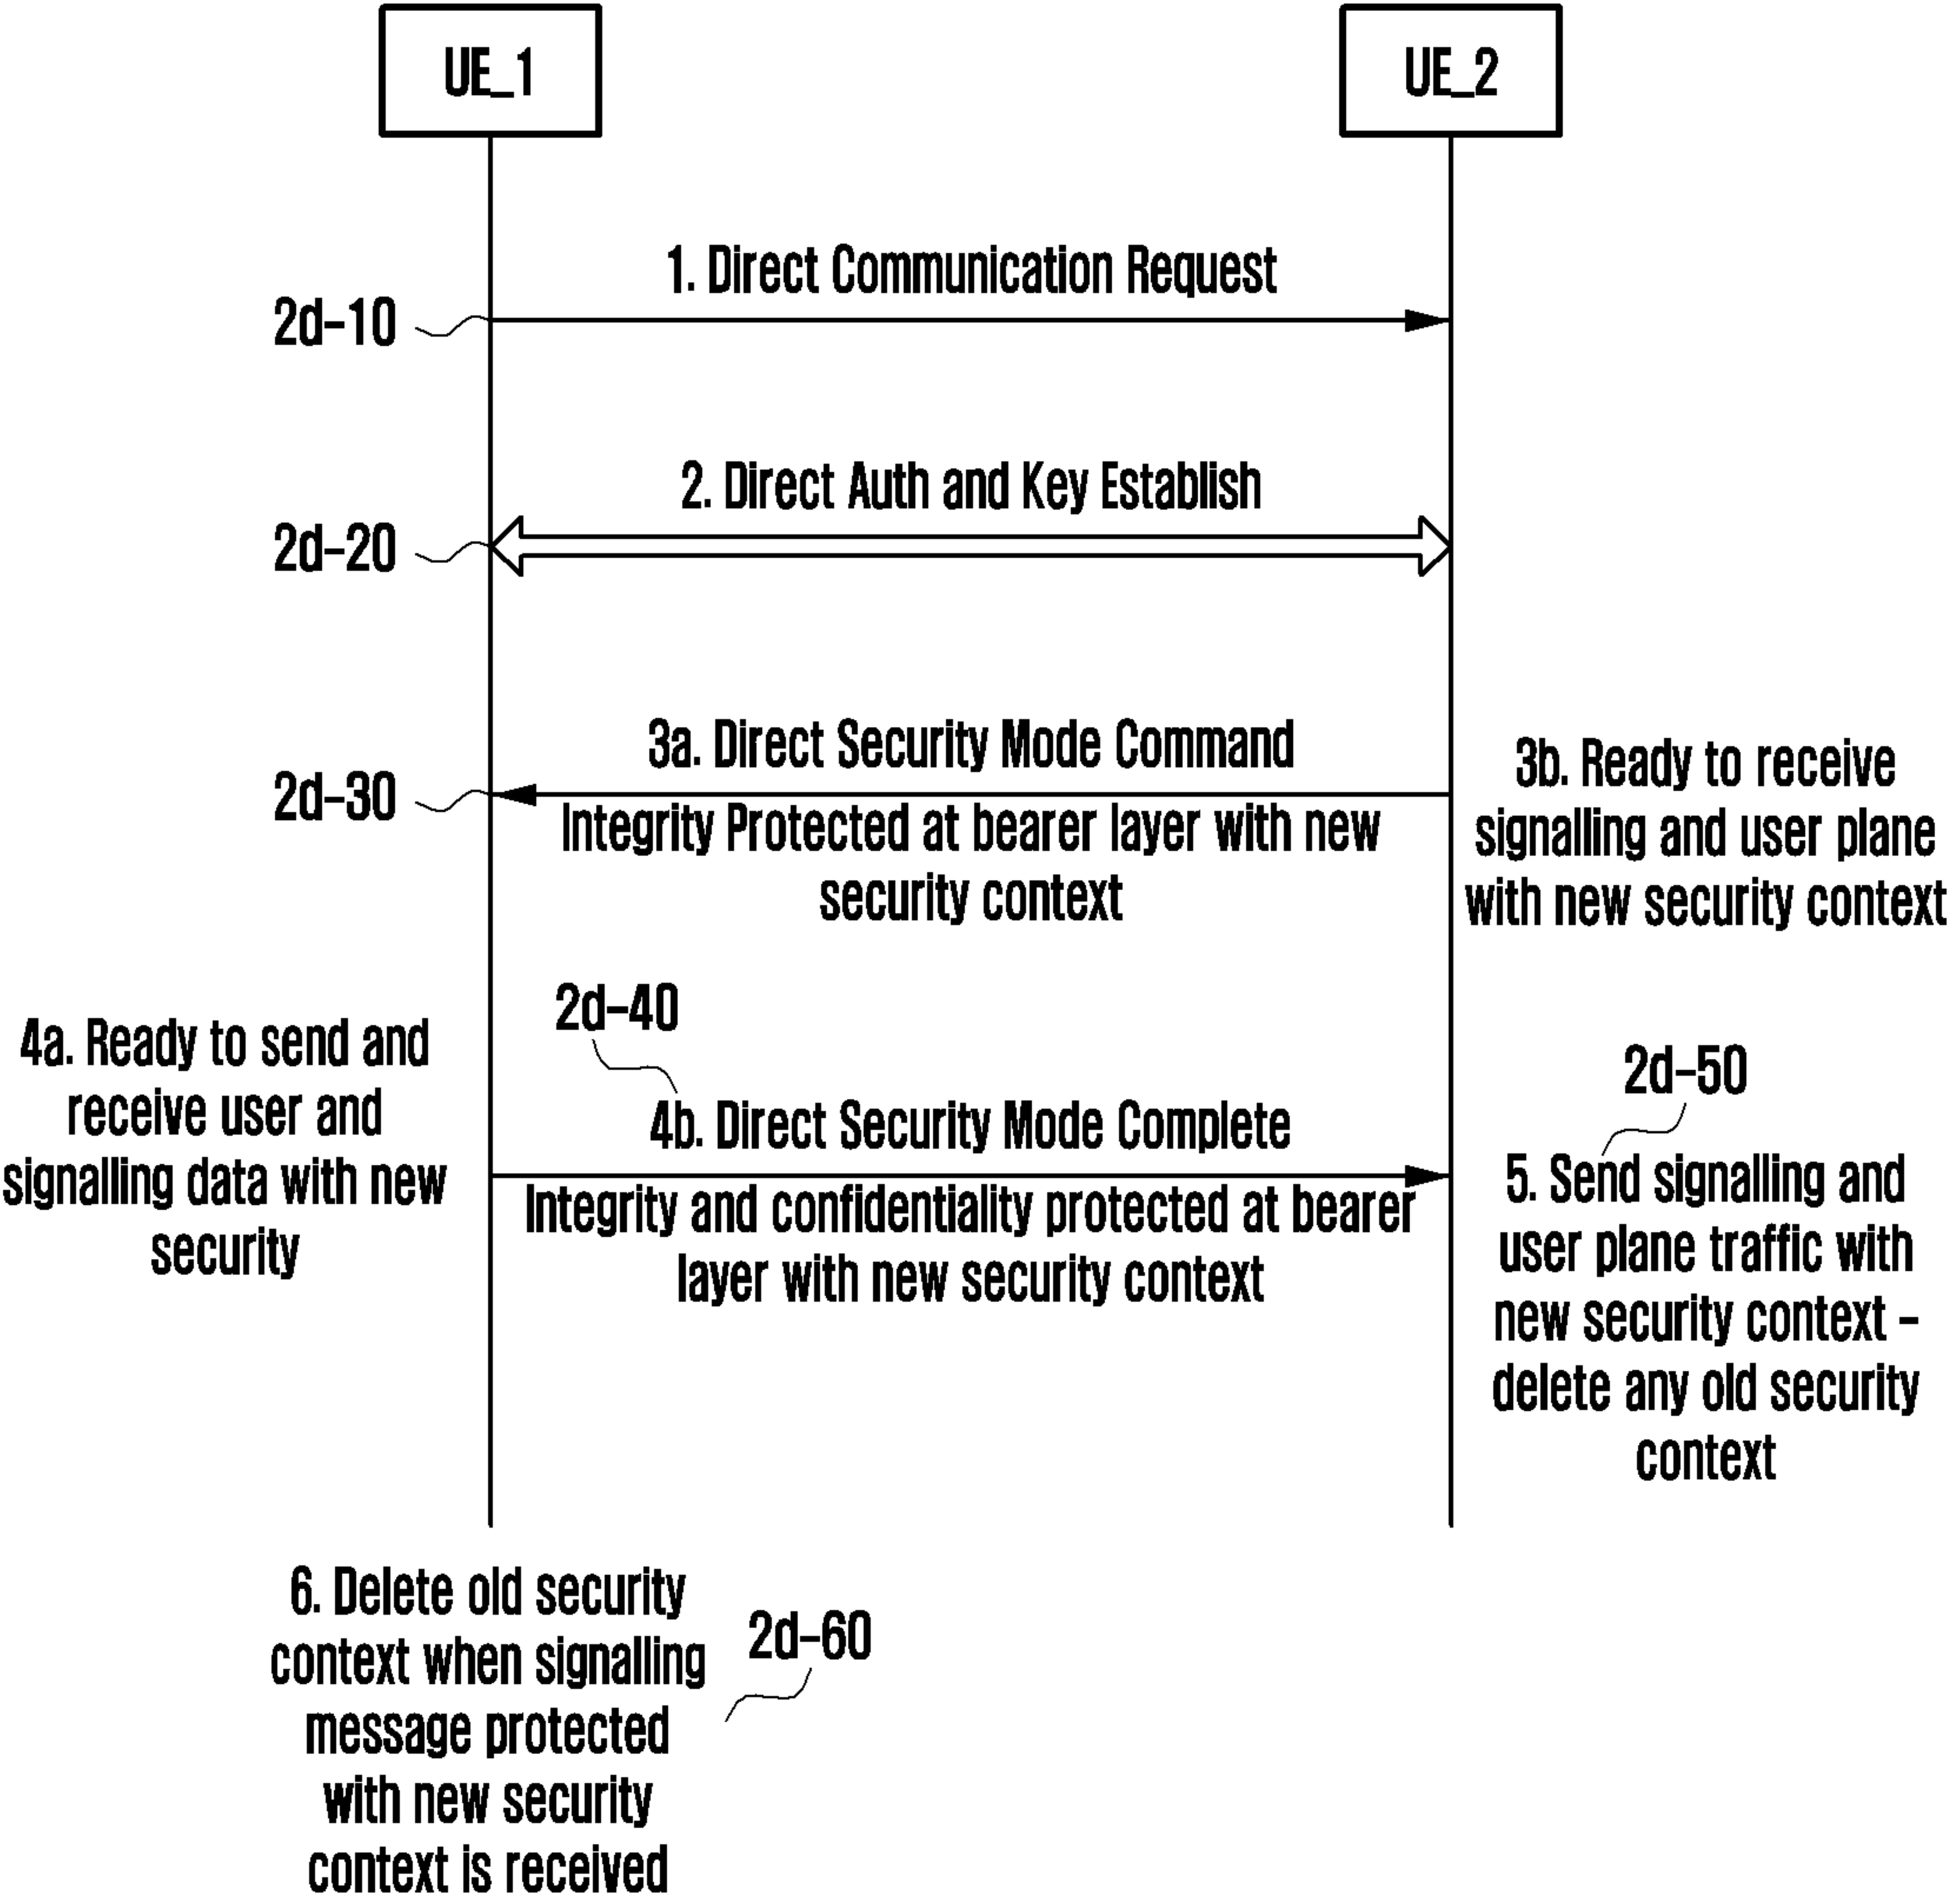 UE_1
UE_2
1. Direct Communication Request
2d-10
2. Direct Auth and Key Establish
2d-20
3a. Direct Security Mode Command
2d-30
Integrity Protected at bearer layer with new
security context
3b. Ready to receive
signalling and user plane
with new security context
2d-40
4a. Ready to send and
receive user and
signalling data with new
security
4b. Direct Security Mode Complete
Integrity and confidentiality protected at bearer
layer with new security context
2d-50
5. Send signalling and
user plane traffic with
new security context -
delete any old security
context
6. Delete old security
context when signalling
message protected
with new security
context is received
2d-60